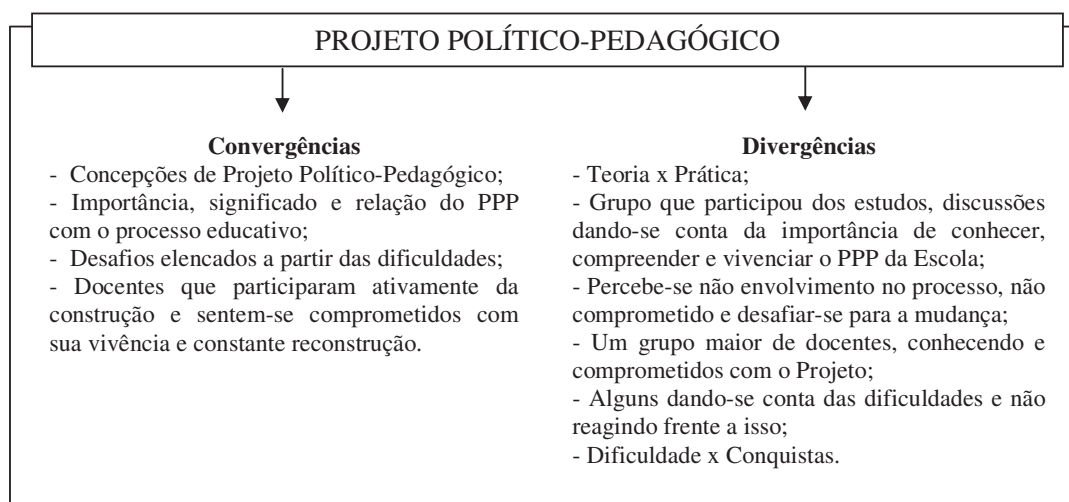 PROJETO POLÍTICO-PEDAGÓGICO
Convergências
- Concepções de Projeto Político-Pedagógico;
- Importância, significado e relação do PPP
com o processo educativo;
- Desafios elencados a partir das dificuldades;
- Docentes que participaram ativamente da
construção e sentem-se comprometidos com
sua vivência e constante reconstrução.
Divergências
- Teoria x Prática;
- Grupo que participou dos estudos, discussões
dando-se conta da importância de conhecer,
compreender e vivenciar o PPP da Escola;
- Percebe-se não envolvimento no processo, não
comprometido e desafiar-se para a mudança;
- Um grupo maior de docentes, conhecendo e
comprometidos com o Projeto;
- Alguns dando-se conta das dificuldades e não
reagindo frente a isso;
- Dificuldade x Conquistas.